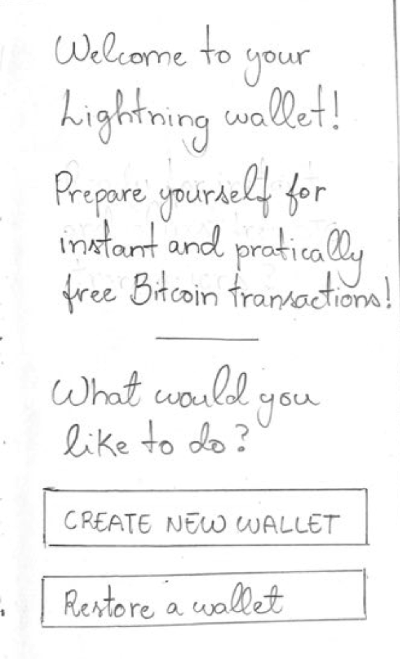 Welcome to your
Lightning wallet!
Prepare yourself for
instant and pratically
free Bitcoin transactions!
What would you
like to do?
CREATE NEW WALLET
Restore a wallet